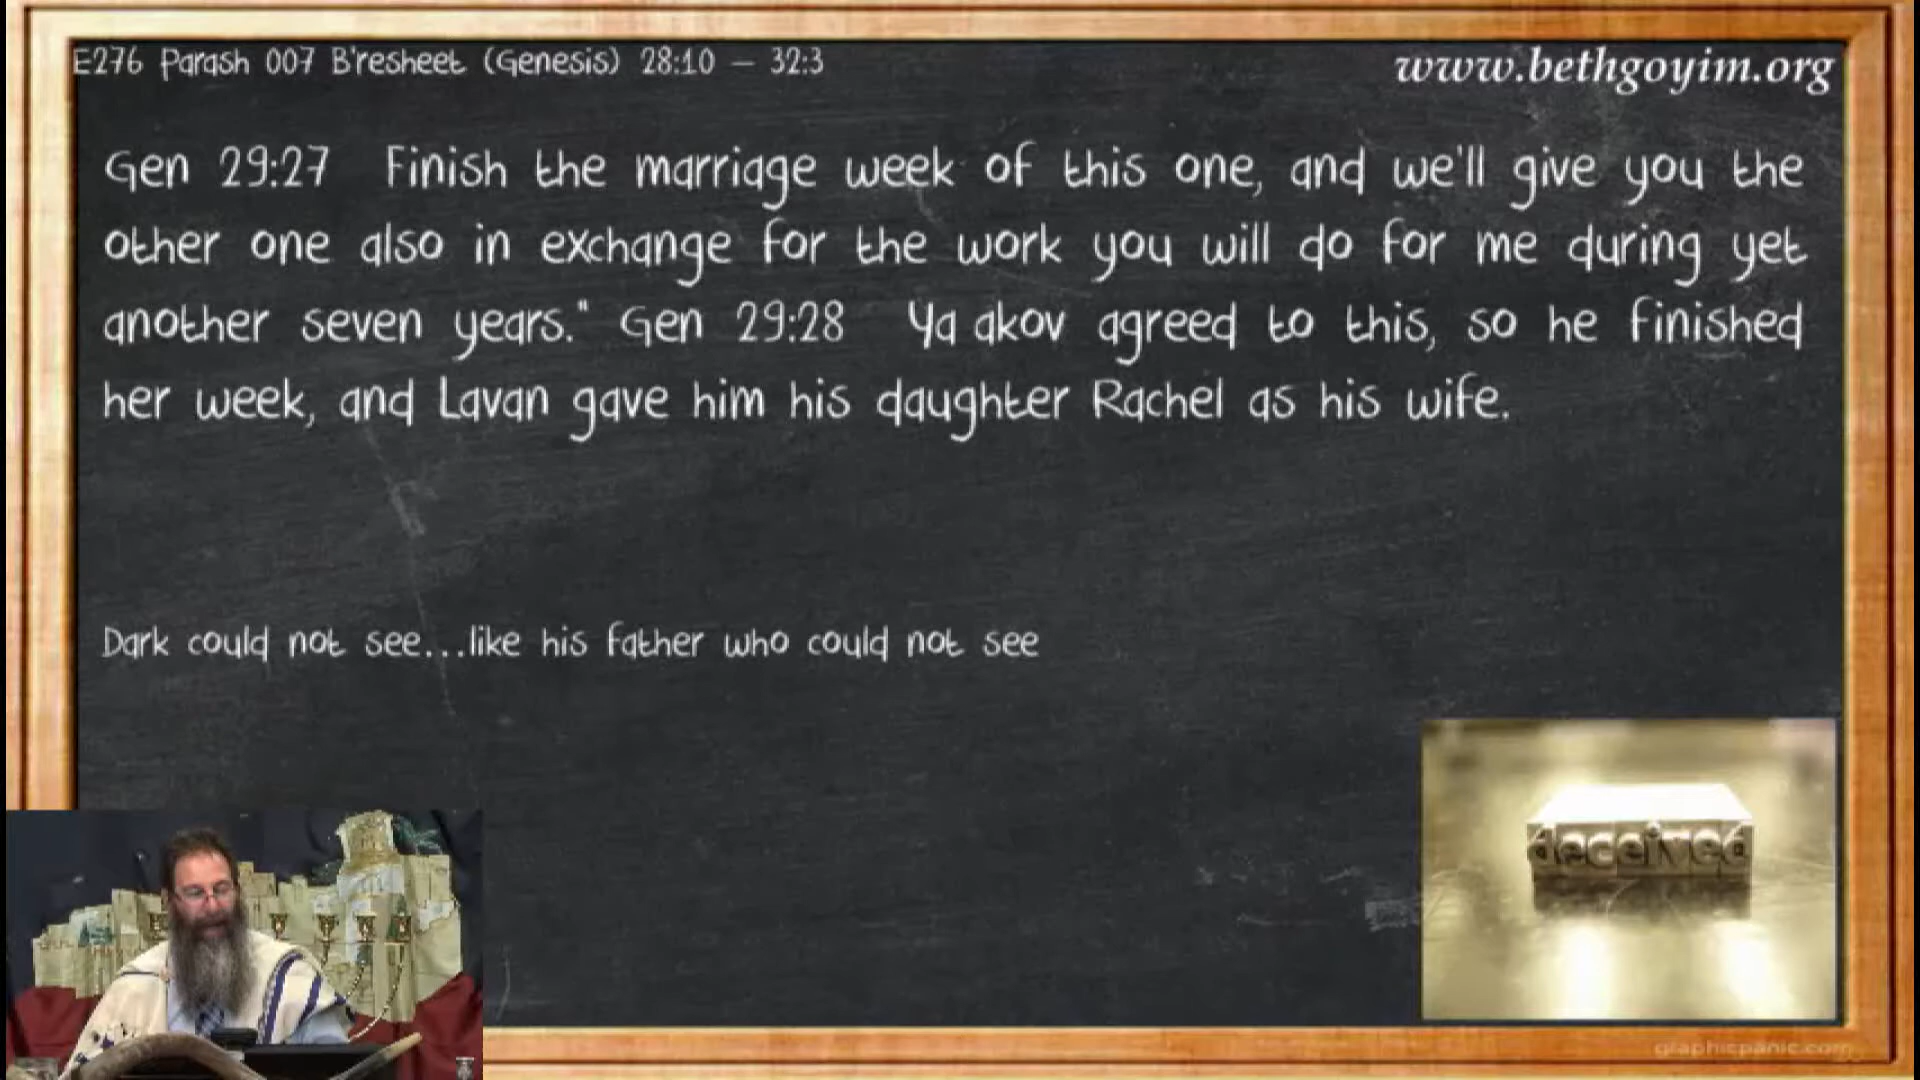 E276 Parash 007 B'resheet (Genesis) 28:10 – 32:3
www.bethgoyim.org
Gen 29:27 Finish the marriage week of this one, and we'll give you the
other one also in exchange for the work you will do for me during yet
another seven years." Gen 29:28 Ya akov agreed to this, so he finished
her week, and Lavan gave him his daughter Rachel as his wife.
Dark could not see...like his father who could not see
deceived
graphicpanic.com